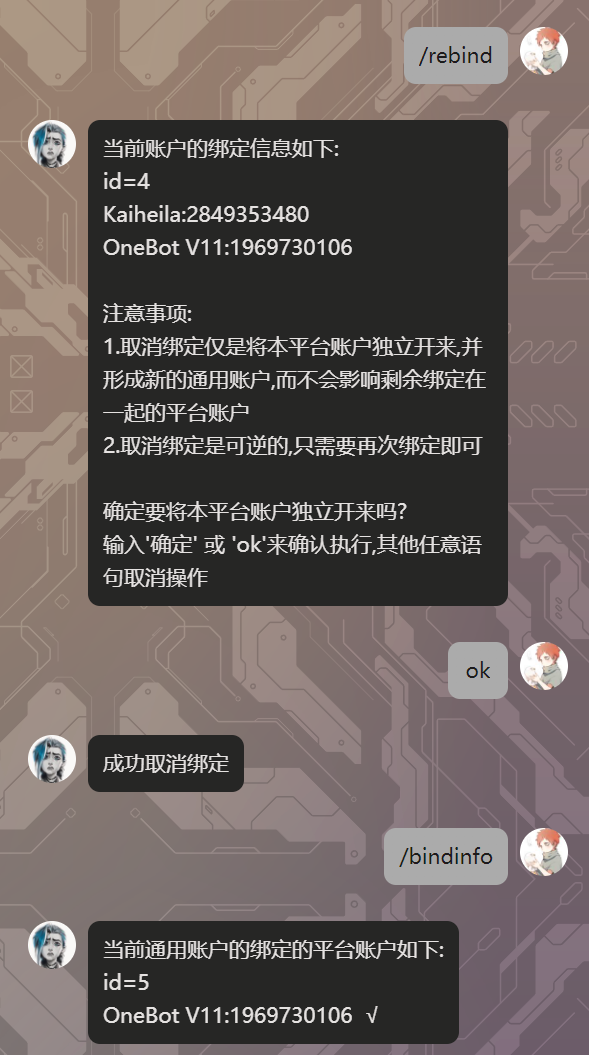 /rebind
当前账户的绑定信息如下:
id=4
Kaiheila:2849353480
OneBot V11:1969730106
注意事项:
1.取消绑定仅是将本平台账户独立开来,并
形成新的通用账户,而不会影响剩余绑定在
一起的平台账户
2.取消绑定是可逆的,只需要再次绑定即可
确定要将本平台账户独立开来吗?
输入'确定' 或 'ok'来确认执行,其他任意语
句取消操作
ok
成功取消绑定
/bindinfo
当前通用账户的绑定的平台账户如下:
id=5
OneBot V11:1969730106 √